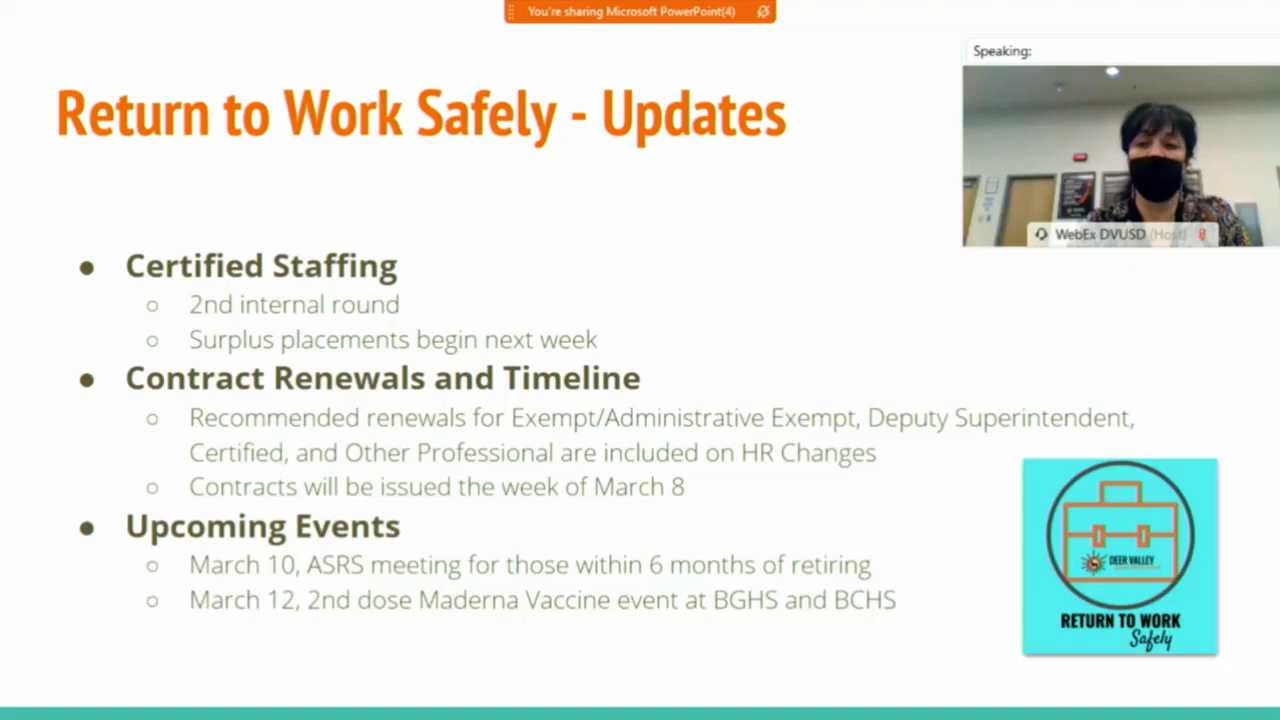 You're sharing Microsoft PowerPoint(4)
Speaking:
Return to Work Safely - Updates
WebEx DVUSD (Host)
● Certified Staffing
○ 2nd internal round
○ Surplus placements begin next week
● Contract Renewals and Timeline
○ Recommended renewals for Exempt/Administrative Exempt, Deputy Superintendent,
Certified, and Other Professional are included on HR Changes
○ Contracts will be issued the week of March 8
● Upcoming Events
○ March 10, ASRS meeting for those within 6 months of retiring
○ March 12, 2nd dose Maderna Vaccine event at BGHS and BCHS
DEER VALLEY
RETURN TO WORK
Safely